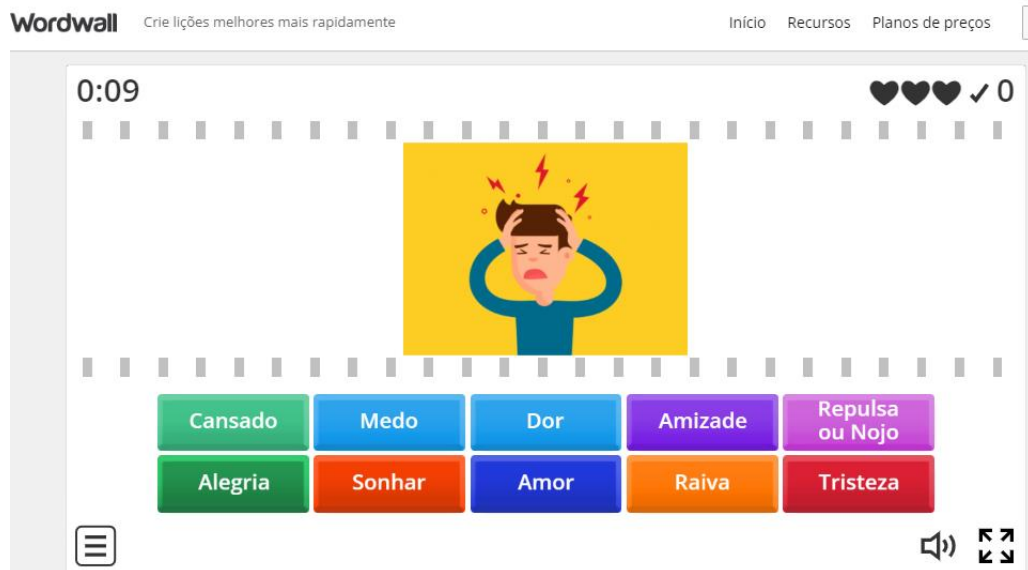 Wordwall Crie lições melhores mais rapidamente Início Recursos Planos de preços
0:09 ✓ 0
Cansado Medo Dor Amizade Repulsa ou Nojo
Alegria Sonhar Amor Raiva Tristeza